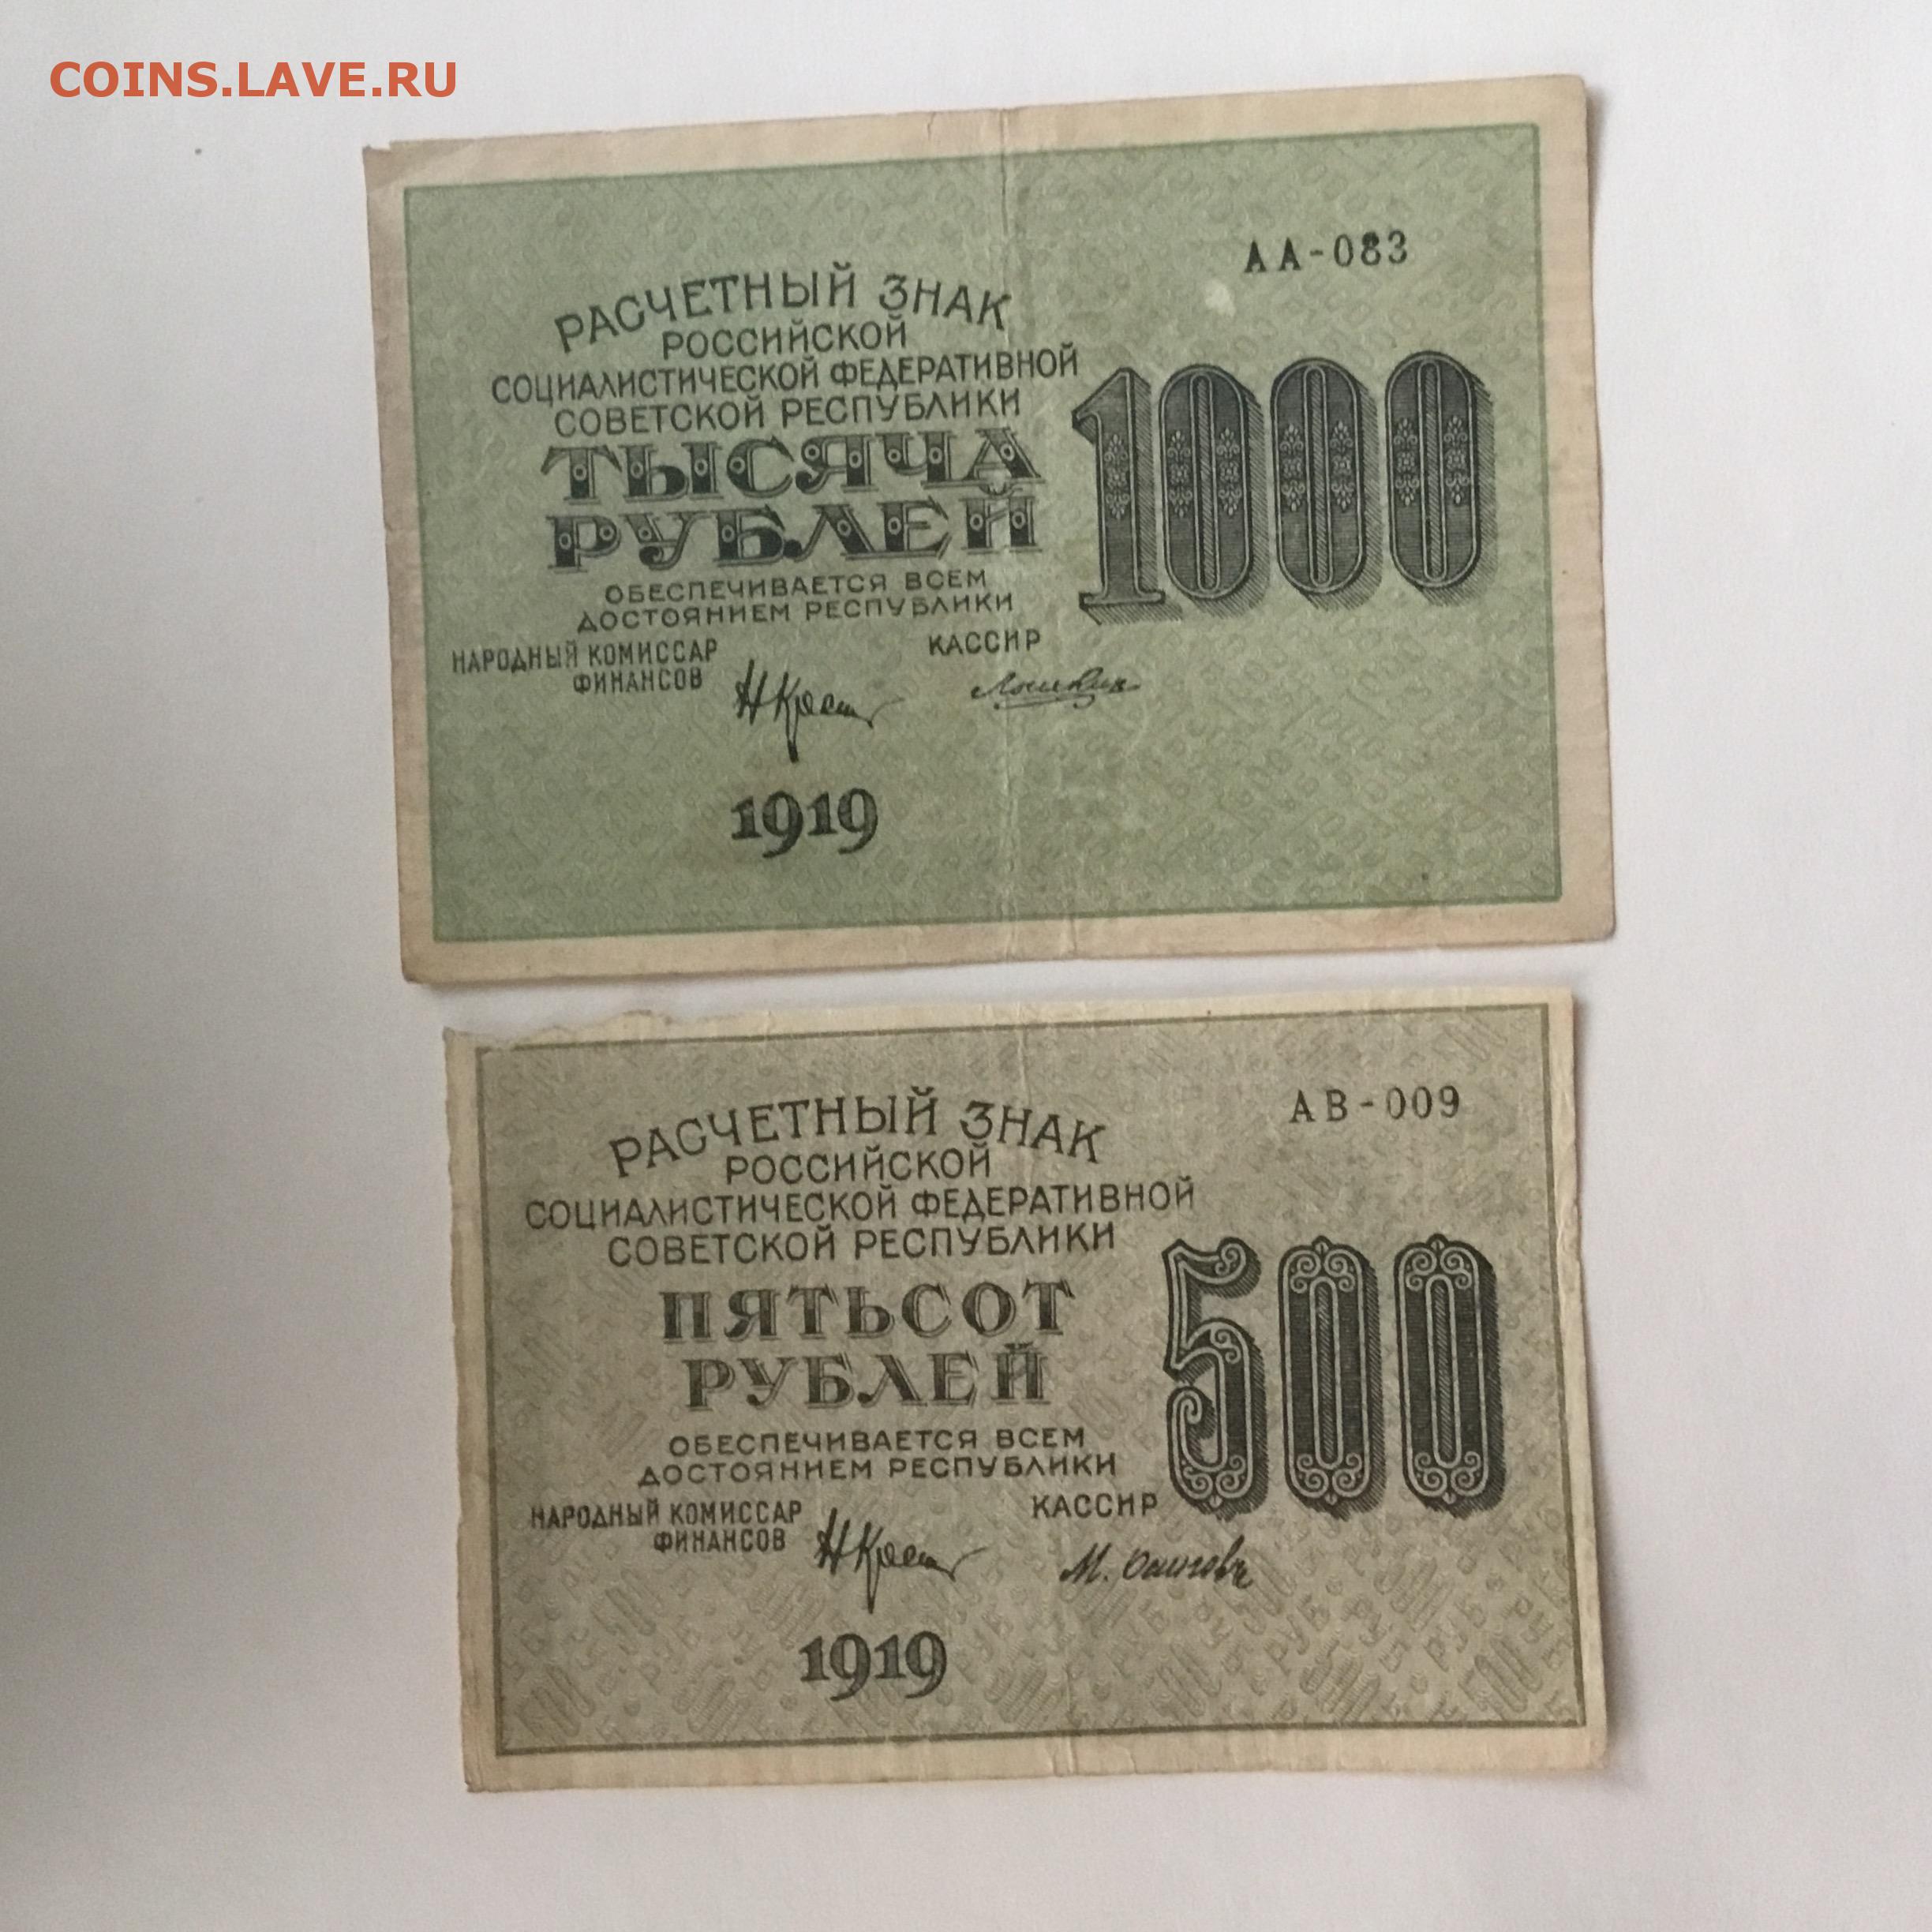 COINS.LAVE.RU
АА-083
РАСЧЕТНЫЙ ЗНАК
РОССИЙСКОЙ
СОЦИАЛИСТИЧЕСКОЙ ФЕДЕРАТИВНОЙ
СОВЕТСКОЙ РЕСПУБЛИКИ
ТЫСЯЧА
РУБЛЕЙ
1000
ОБЕСПЕЧИВАЕТСЯ ВСЕМ
ДОСТОЯНИЕМ РЕСПУБЛИКИ
НАРОДНЫЙ КОМИССАР
ФИНАНСОВ
КАССИР
1919
АВ-009
РАСЧЕТНЫЙ ЗНАК
РОССИЙСКОЙ
СОЦИАЛИСТИЧЕСКОЙ ФЕДЕРАТИВНОЙ
СОВЕТСКОЙ РЕСПУБЛИКИ
ПЯТЬСОТ
РУБЛЕЙ
500
ОБЕСПЕЧИВАЕТСЯ ВСЕМ
ДОСТОЯНИЕМ РЕСПУБЛИКИ
НАРОДНЫЙ КОМИССАР
ФИНАНСОВ
КАССИР
1919